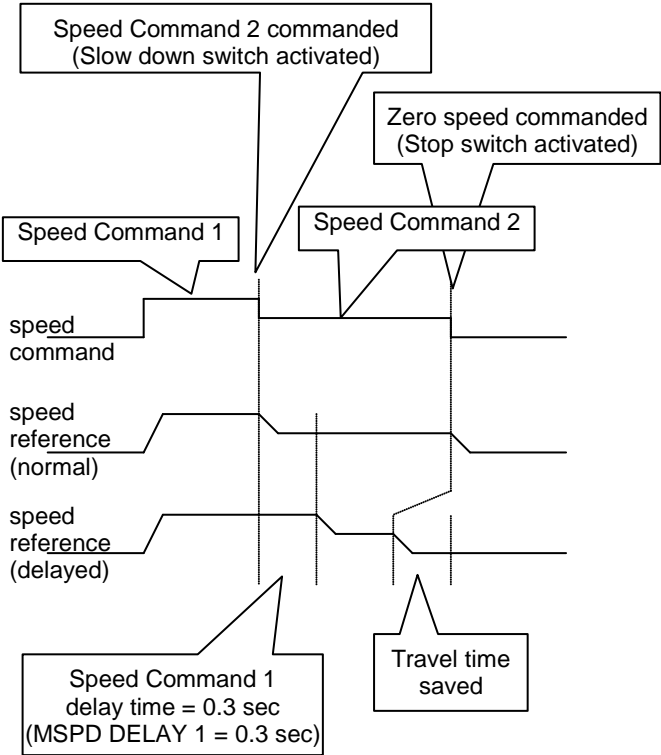 Speed Command 2 commanded
(Slow down switch activated)
Zero speed commanded
(Stop switch activated)
Speed Command 1
Speed Command 2
speed
command
speed
reference
(normal)
speed
reference
(delayed)
Speed Command 1
delay time = 0.3 sec
(MSPD DELAY 1 = 0.3 sec)
Travel time
saved